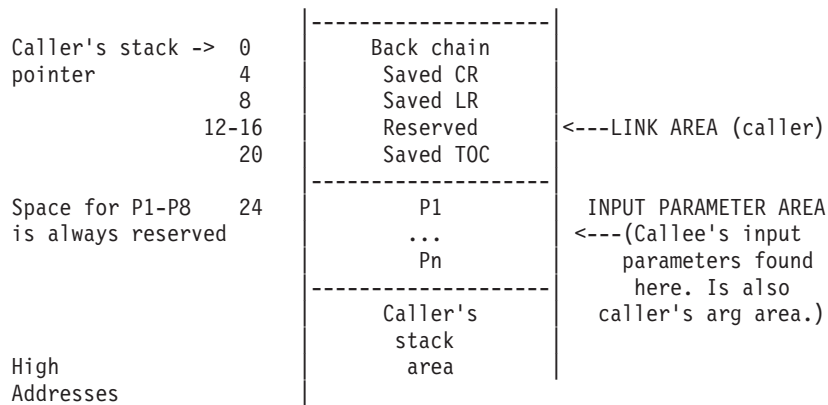 |--------------------|
Caller's stack -> 0 | Back chain |
pointer 4 | Saved CR |
8 | Saved LR |
12-16 | Reserved |<---LINK AREA (caller)
20 | Saved TOC |
|--------------------|
Space for P1-P8 24 | P1 | INPUT PARAMETER AREA
is always reserved | ... | <---(Callee's input
| Pn | parameters found
|--------------------| here. Is also
| Caller's | caller's arg area.)
| stack |
High | area |
Addresses |